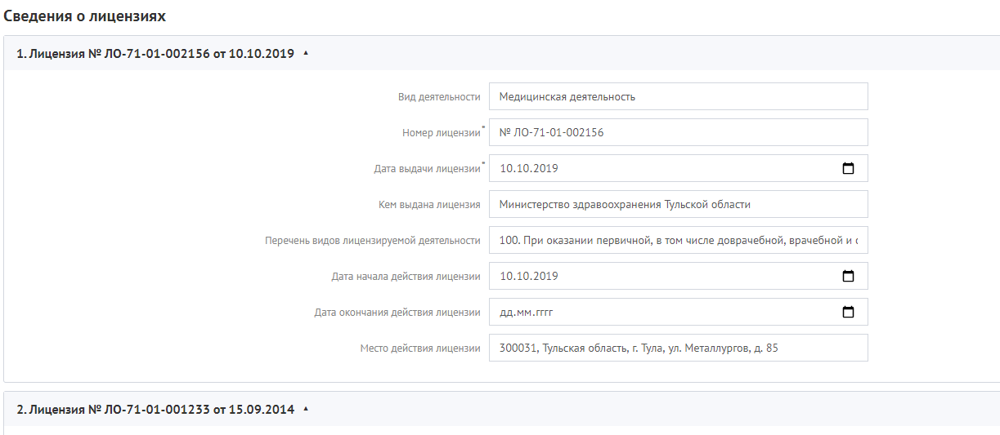 Сведения о лицензиях
1. Лицензия № ЛО-71-01-002156 от 10.10.2019
Вид деятельности Медицинская деятельность
Номер лицензии* № ЛО-71-01-002156
Дата выдачи лицензии* 10.10.2019
Кем выдана лицензия Министерство здравоохранения Тульской области
Перечень видов лицензируемой деятельности 100. При оказании первичной, в том числе доврачебной, врачебной и
Дата начала действия лицензии 10.10.2019
Дата окончания действия лицензии дд.мм.гггг
Место действия лицензии 300031, Тульская область, г. Тула, ул. Металлургов, д. 85
2. Лицензия № ЛО-71-01-001233 от 15.09.2014